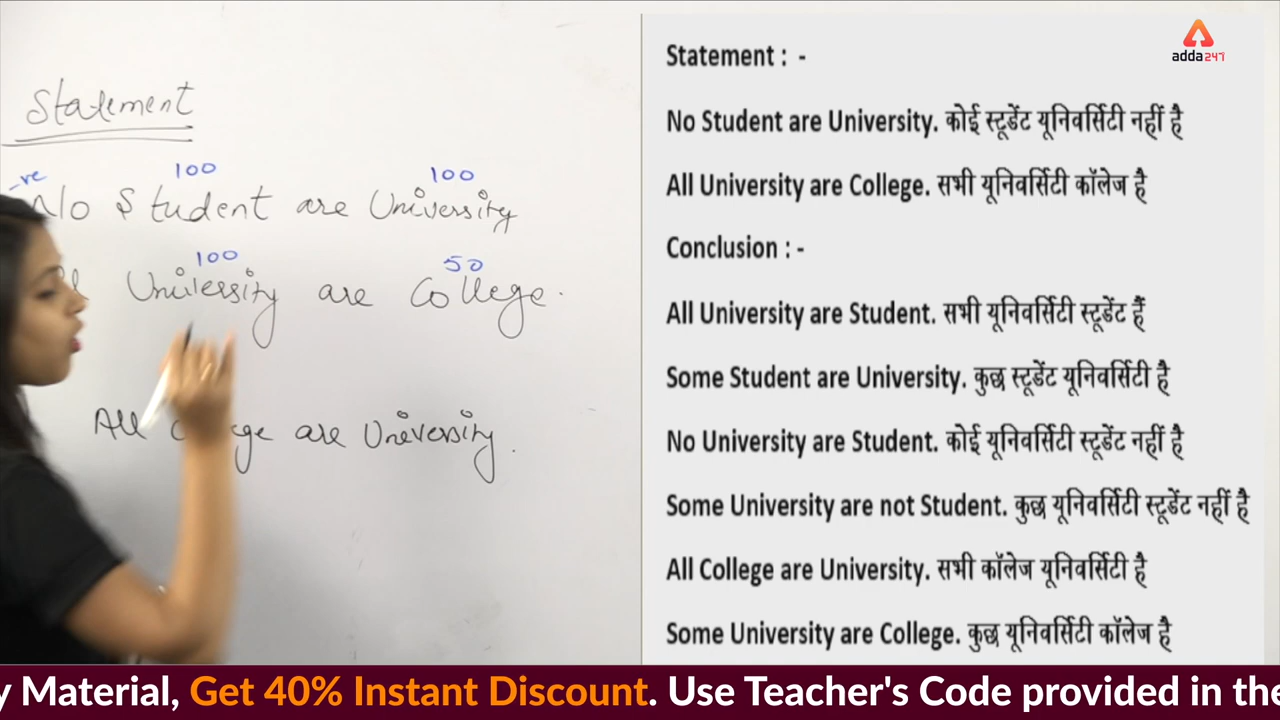 Statement
-ve 100 100
No Student are University
100 50
University are College.
All College are University.
adda247
Statement : -
No Student are University. कोई स्टूडेंट यूनिवर्सिटी नहीं है
All University are College. सभी यूनिवर्सिटी कॉलेज है
Conclusion : -
All University are Student. सभी यूनिवर्सिटी स्टूडेंट हैं
Some Student are University. कुछ स्टूडेंट यूनिवर्सिटी है
No University are Student. कोई यूनिवर्सिटी स्टूडेंट नहीं है
Some University are not Student. कुछ यूनिवर्सिटी स्टूडेंट नहीं है
All College are University. सभी कॉलेज यूनिवर्सिटी है
Some University are College. कुछ यूनिवर्सिटी कॉलेज है
y Material, Get 40% Instant Discount. Use Teacher's Code provided in the